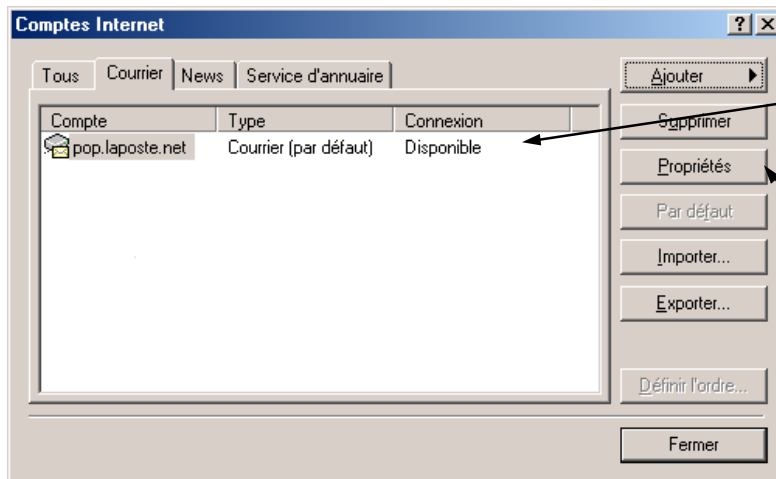 Comptes Internet
Tous Courrier News Service d'annuaire
Compte Type Connexion
pop.laposte.net Courrier (par défaut) Disponible
Ajouter
Supprimer
Propriétés
Par défaut
Importer...
Exporter...
Définir l'ordre...
Fermer